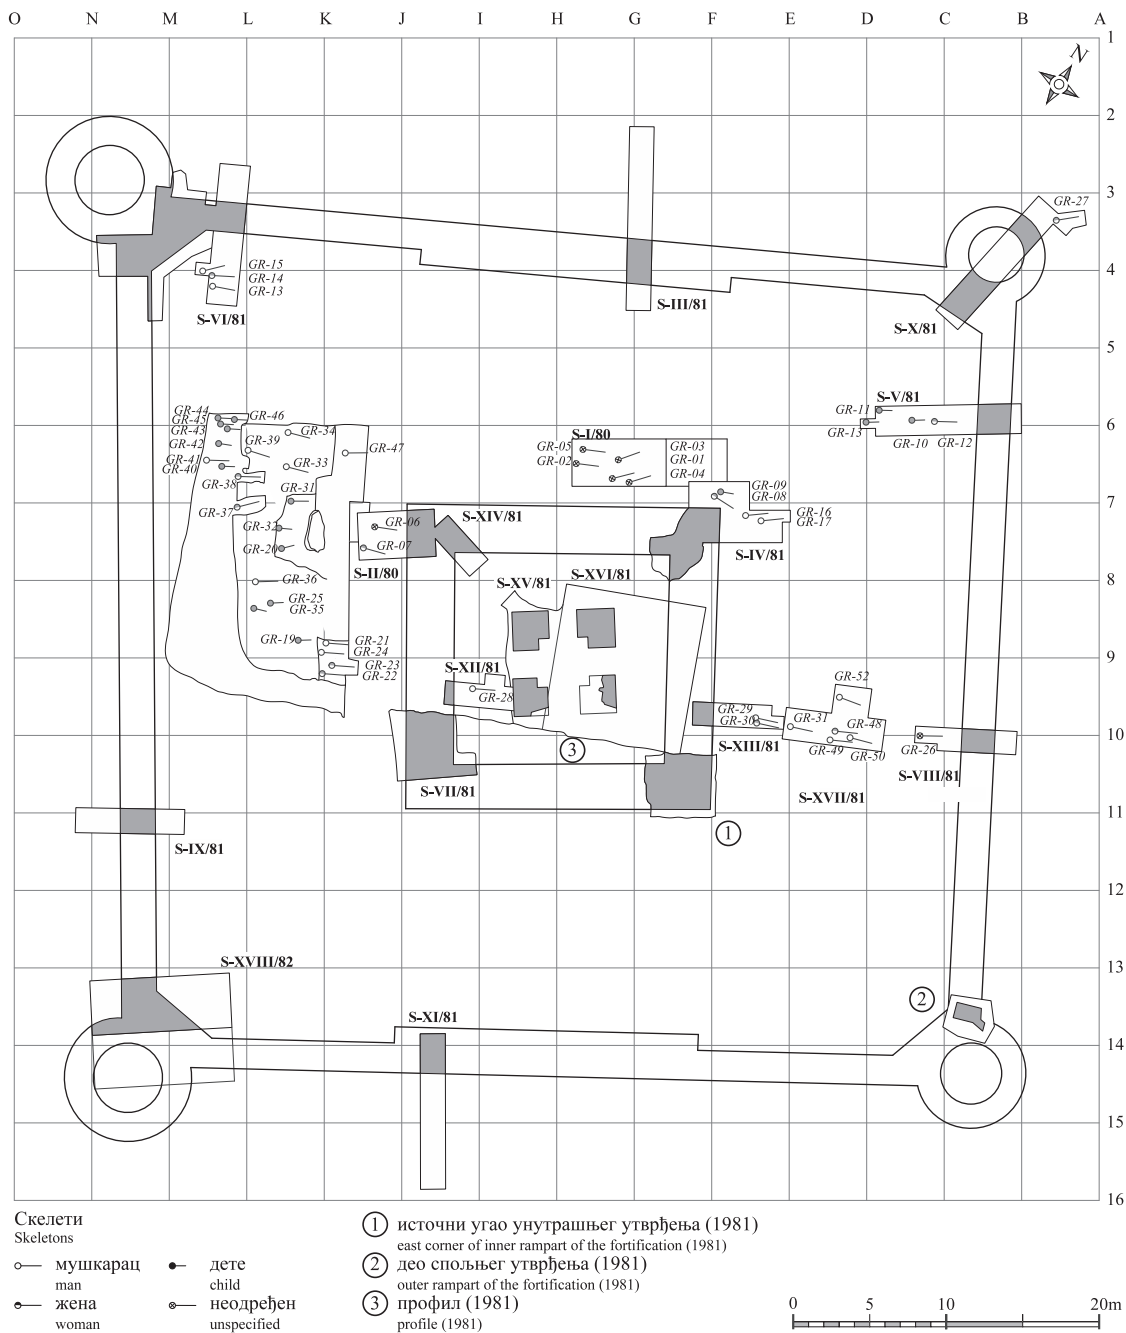 O N M L K J I H G F E D C B A
1
N
2
3
GR-27
4
GR-15
GR-14
GR-13
S-VI/81
S-III/81
S-X/81
5
GR-44
GR-45
GR-43
GR-42
GR-41
GR-40
GR-46
GR-39
GR-34
GR-33
GR-47
GR-38
GR-31
GR-37
S-I/80
GR-05
GR-02
GR-03
GR-01
GR-04
S-V/81
GR-11
GR-13
GR-10
GR-12
6
7
GR-09
GR-08
GR-16
GR-17
S-IV/81
S-XIV/81
GR-06
GR-07
S-II/80
GR-32
GR-20
GR-36
GR-25
GR-35
8
S-XV/81
S-XVI/81
GR-19
GR-21
GR-24
GR-23
GR-22
9
S-XII/81
GR-28
GR-52
GR-29
GR-30
GR-31
GR-48
GR-49
GR-50
GR-26
10
3
S-XIII/81
S-VIII/81
S-VII/81
S-XVII/81
11
1
S-IX/81
12
13
S-XVIII/82
2
S-XI/81
14
15
16
Скелети
Skeletons
мушкарац
man
дете
child
жена
woman
неодређен
unspecified
1 источни угао унутрашњег утврђења (1981)
east corner of inner rampart of the fortification (1981)
2 део спољњег утврђења (1981)
outer rampart of the fortification (1981)
3 профил (1981)
profile (1981)
0 5 10 20m